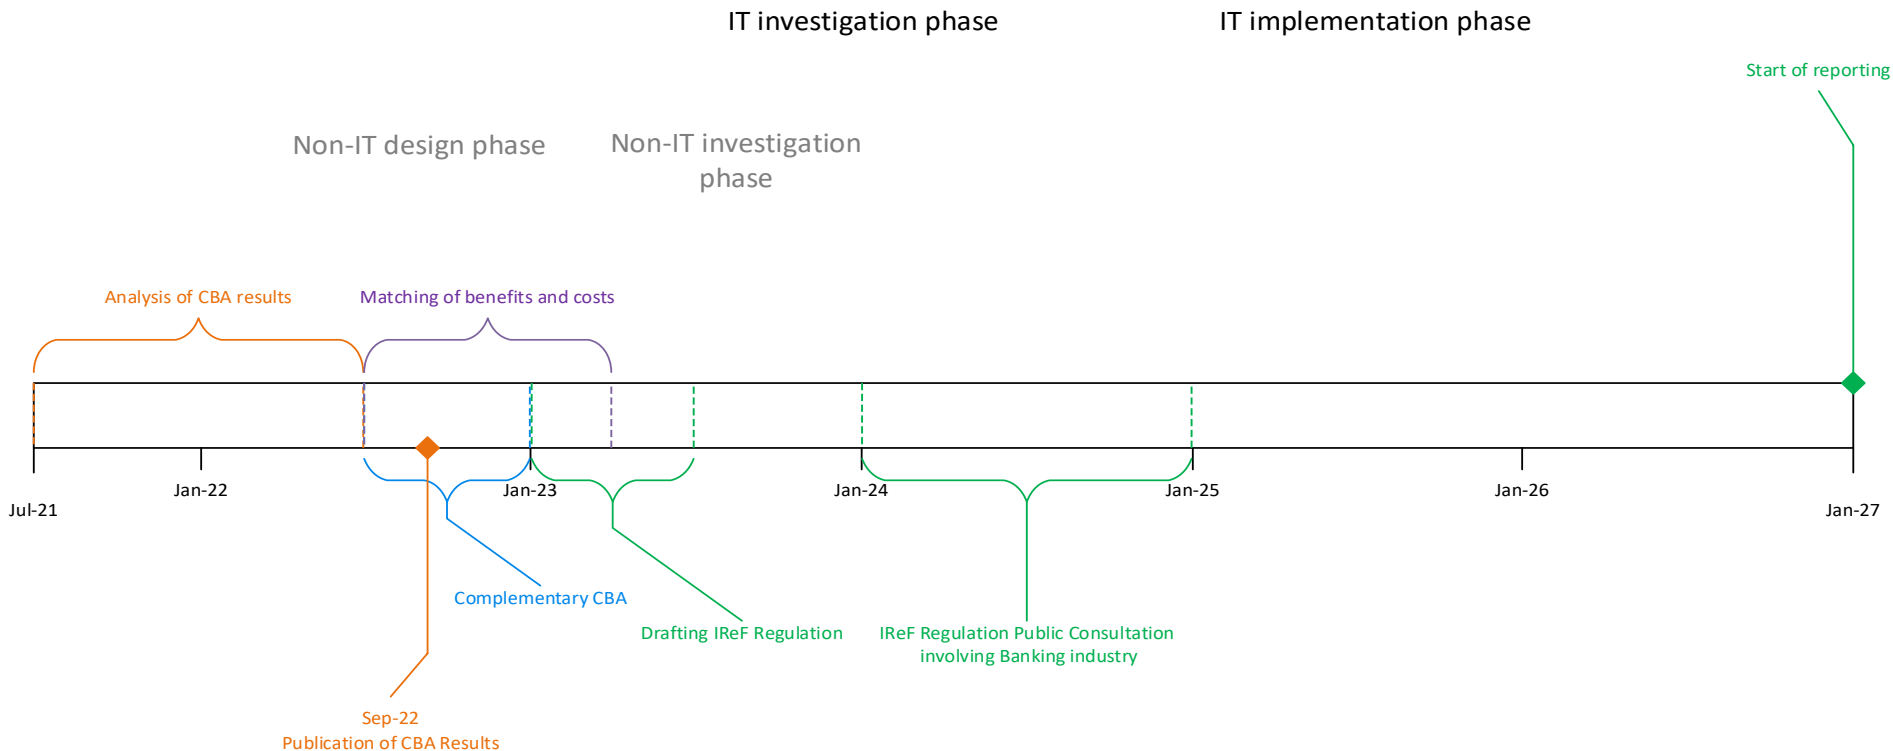 IT investigation phase
IT implementation phase
Start of reporting
Non-IT design phase
Non-IT investigation
phase
Analysis of CBA results
Matching of benefits and costs
Jul-21
Jan-22
Jan-23
Jan-24
Jan-25
Jan-26
Jan-27
Complementary CBA
Drafting IReF Regulation
IReF Regulation Public Consultation
involving Banking industry
Sep-22
Publication of CBA Results